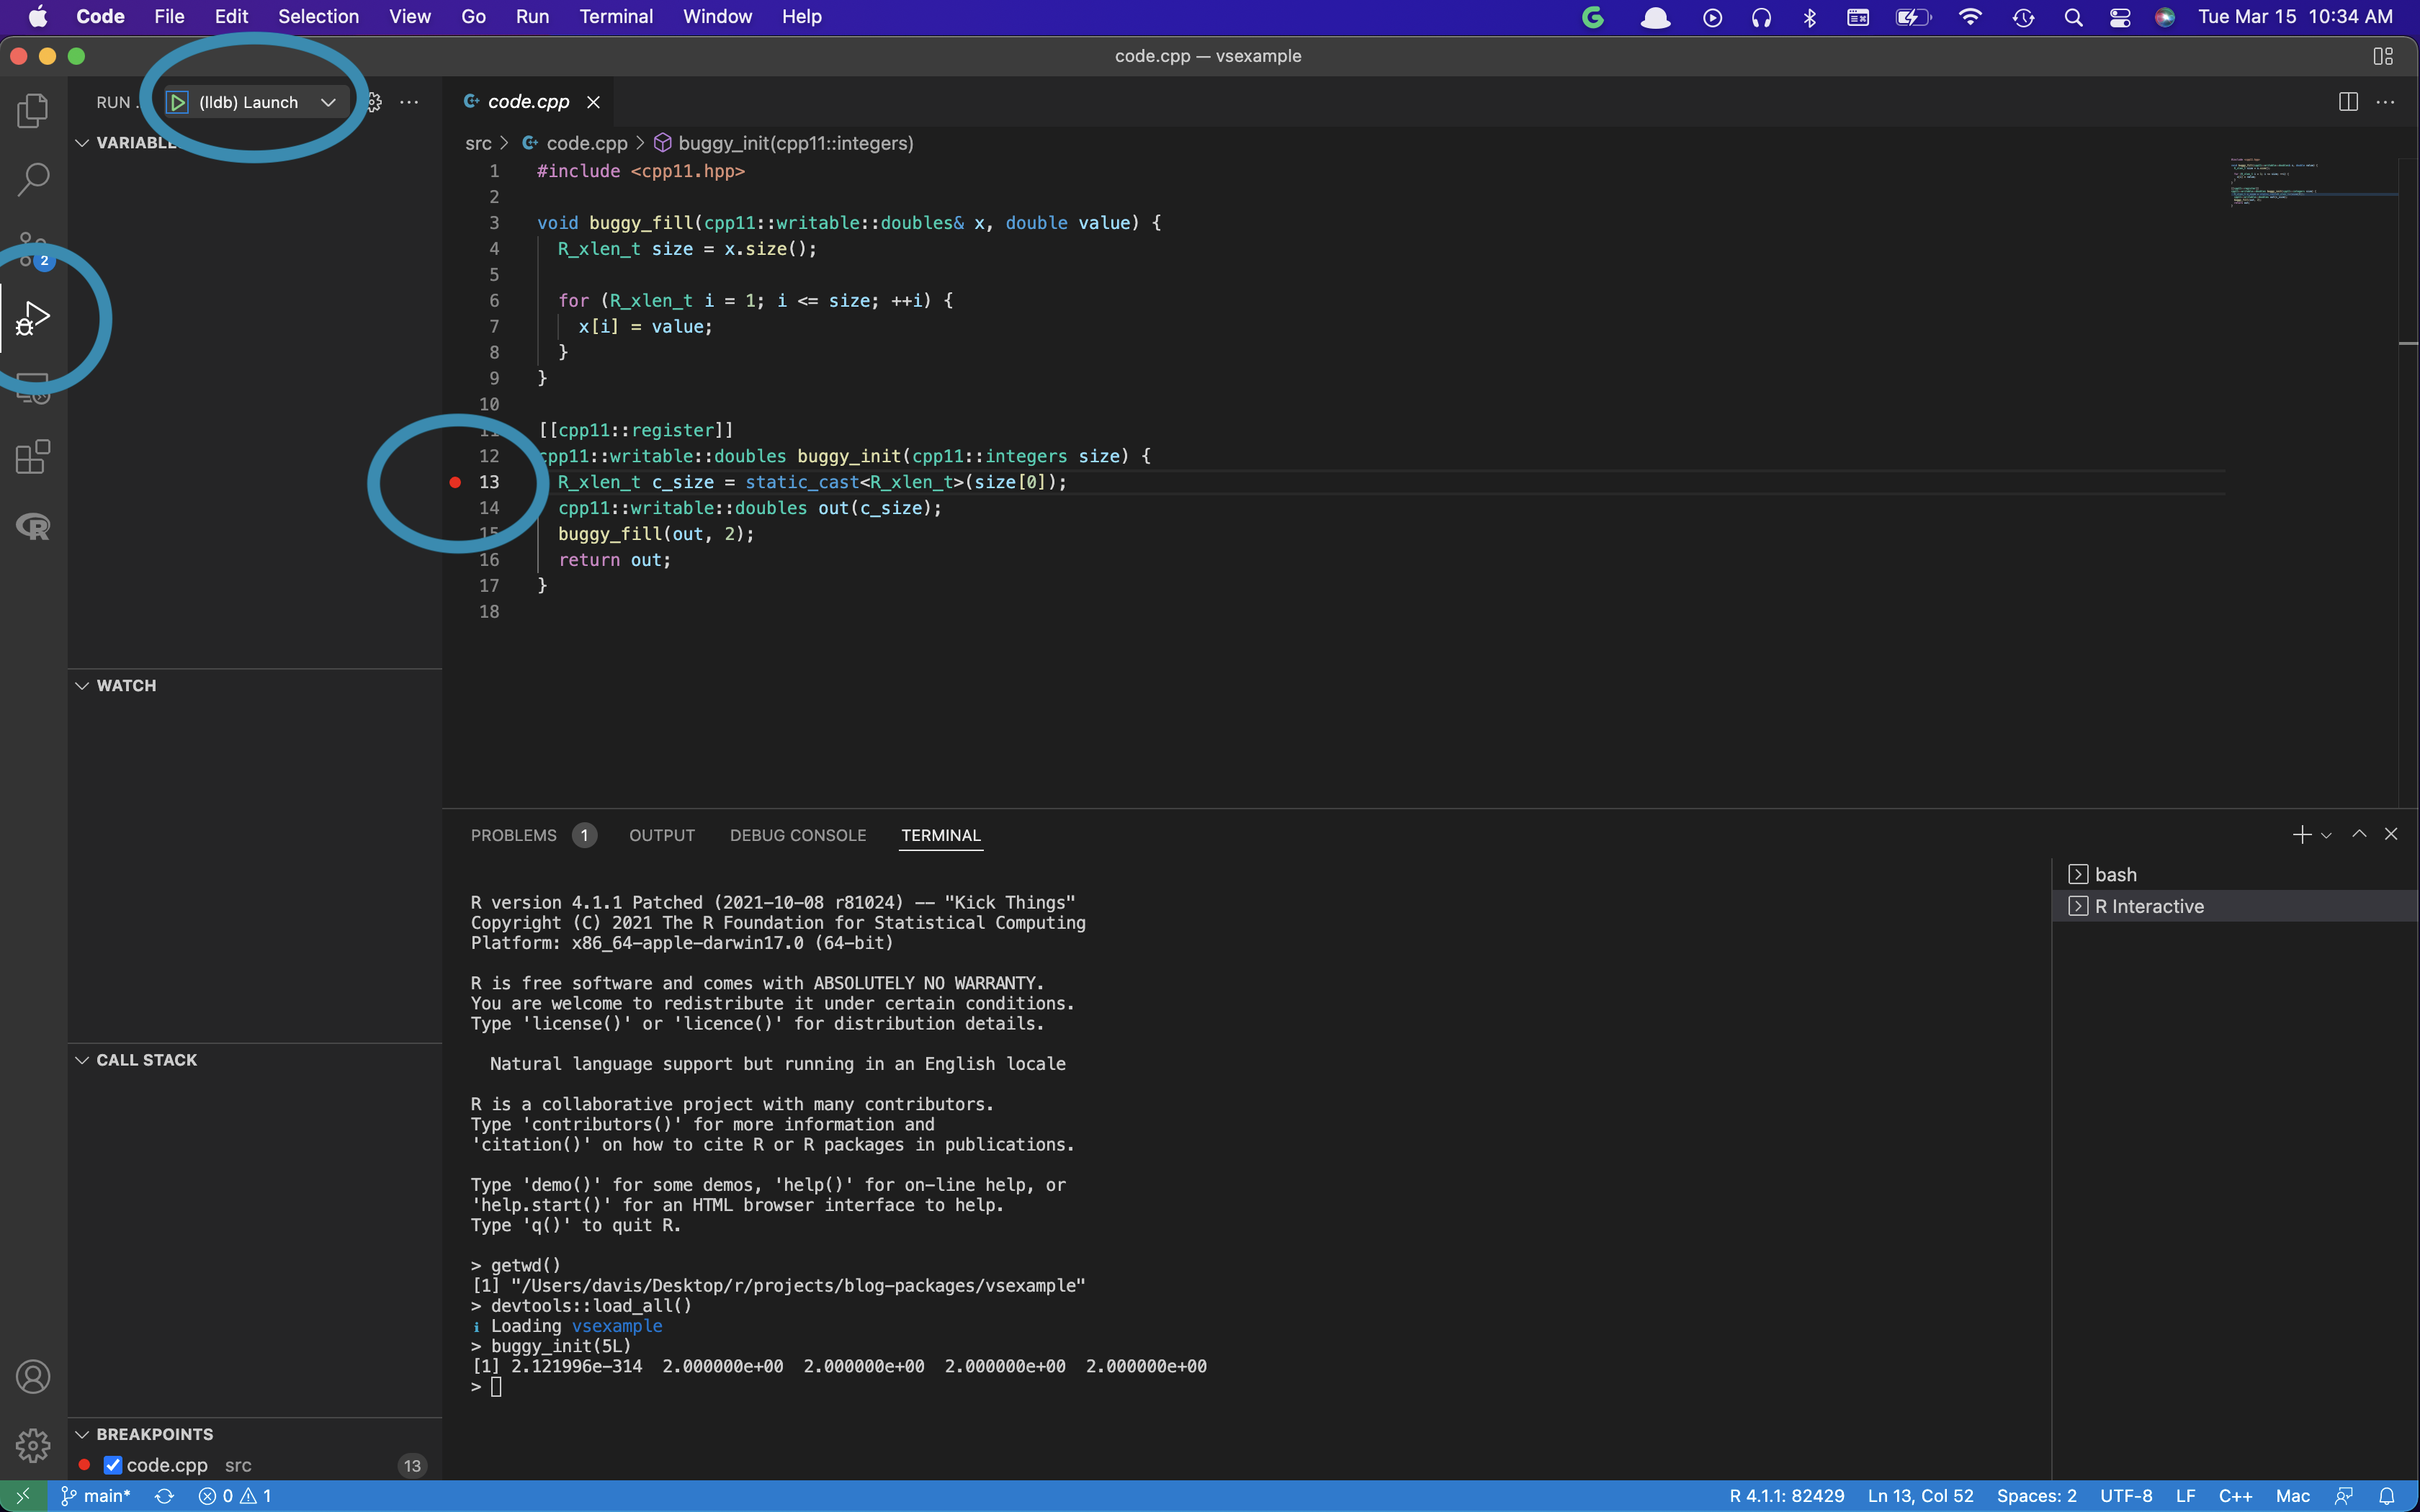 Code File Edit Selection View Go Run Terminal Window Help Tue Mar 15 10:34 AM
code.cpp — vsexample
RUN . (lldb) Launch ···
VARIABLE
2
WATCH
CALL STACK
BREAKPOINTS
code.cpp src 13
code.cpp
src > code.cpp > buggy_init(cpp11::integers)
1 #include <cpp11.hpp>
2
3 void buggy_fill(cpp11::writable::doubles& x, double value) {
4 R_xlen_t size = x.size();
5
6 for (R_xlen_t i = 1; i <= size; ++i) {
7 x[i] = value;
8 }
9 }
10
11 [[cpp11::register]]
12 cpp11::writable::doubles buggy_init(cpp11::integers size) {
13 R_xlen_t c_size = static_cast<R_xlen_t>(size[0]);
14 cpp11::writable::doubles out(c_size);
15 buggy_fill(out, 2);
16 return out;
17 }
18
PROBLEMS 1 OUTPUT DEBUG CONSOLE TERMINAL
R version 4.1.1 Patched (2021-10-08 r81024) -- "Kick Things"
Copyright (C) 2021 The R Foundation for Statistical Computing
Platform: x86_64-apple-darwin17.0 (64-bit)
R is free software and comes with ABSOLUTELY NO WARRANTY.
You are welcome to redistribute it under certain conditions.
Type 'license()' or 'licence()' for distribution details.
Natural language support but running in an English locale
R is a collaborative project with many contributors.
Type 'contributors()' for more information and
'citation()' on how to cite R or R packages in publications.
Type 'demo()' for some demos, 'help()' for on-line help, or
'help.start()' for an HTML browser interface to help.
Type 'q()' to quit R.
> getwd()
[1] "/Users/davis/Desktop/r/projects/blog-packages/vsexample"
> devtools::load_all()
i Loading vsexample
> buggy_init(5L)
[1] 2.121996e-314 2.000000e+00 2.000000e+00 2.000000e+00 2.000000e+00
>
bash
R Interactive
main* 0 1 R 4.1.1: 82429 Ln 13, Col 52 Spaces: 2 UTF-8 LF C++ Mac